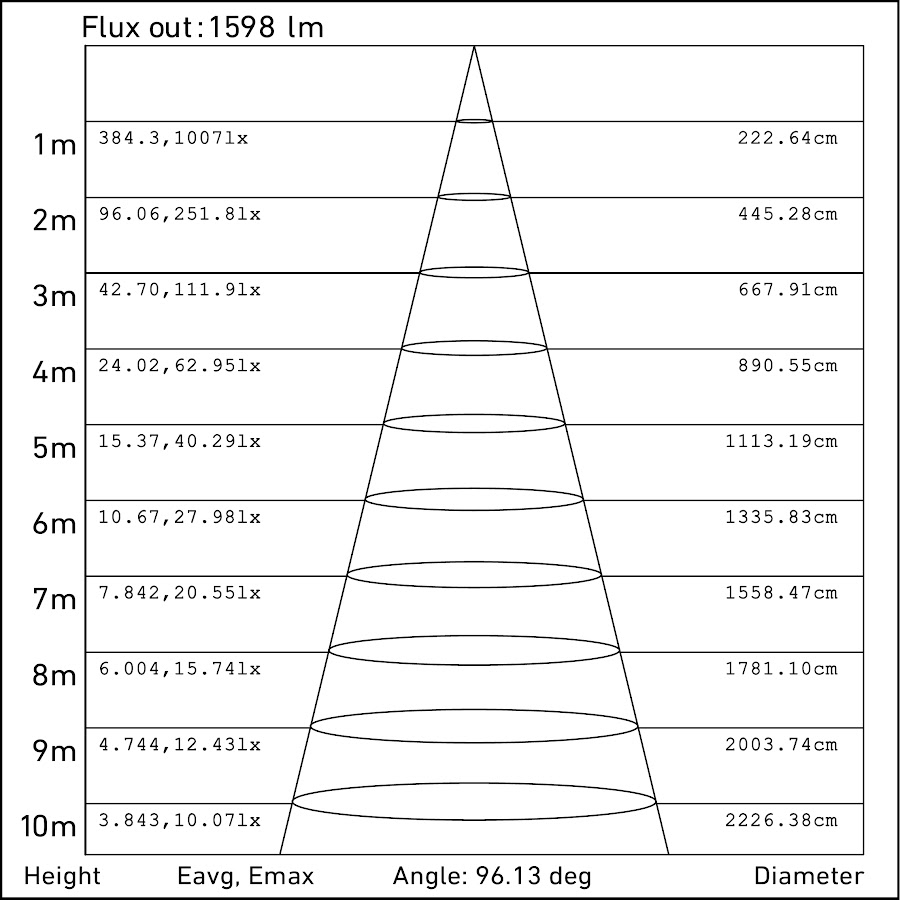 Flux out:1598 lm
1m 384.3,1007lx 222.64cm
2m 96.06,251.8lx 445.28cm
3m 42.70,111.9lx 667.91cm
4m 24.02,62.95lx 890.55cm
5m 15.37,40.29lx 1113.19cm
6m 10.67,27.98lx 1335.83cm
7m 7.842,20.55lx 1558.47cm
8m 6.004,15.74lx 1781.10cm
9m 4.744,12.43lx 2003.74cm
10m 3.843,10.07lx 2226.38cm
Height Eavg, Emax Angle: 96.13 deg Diameter